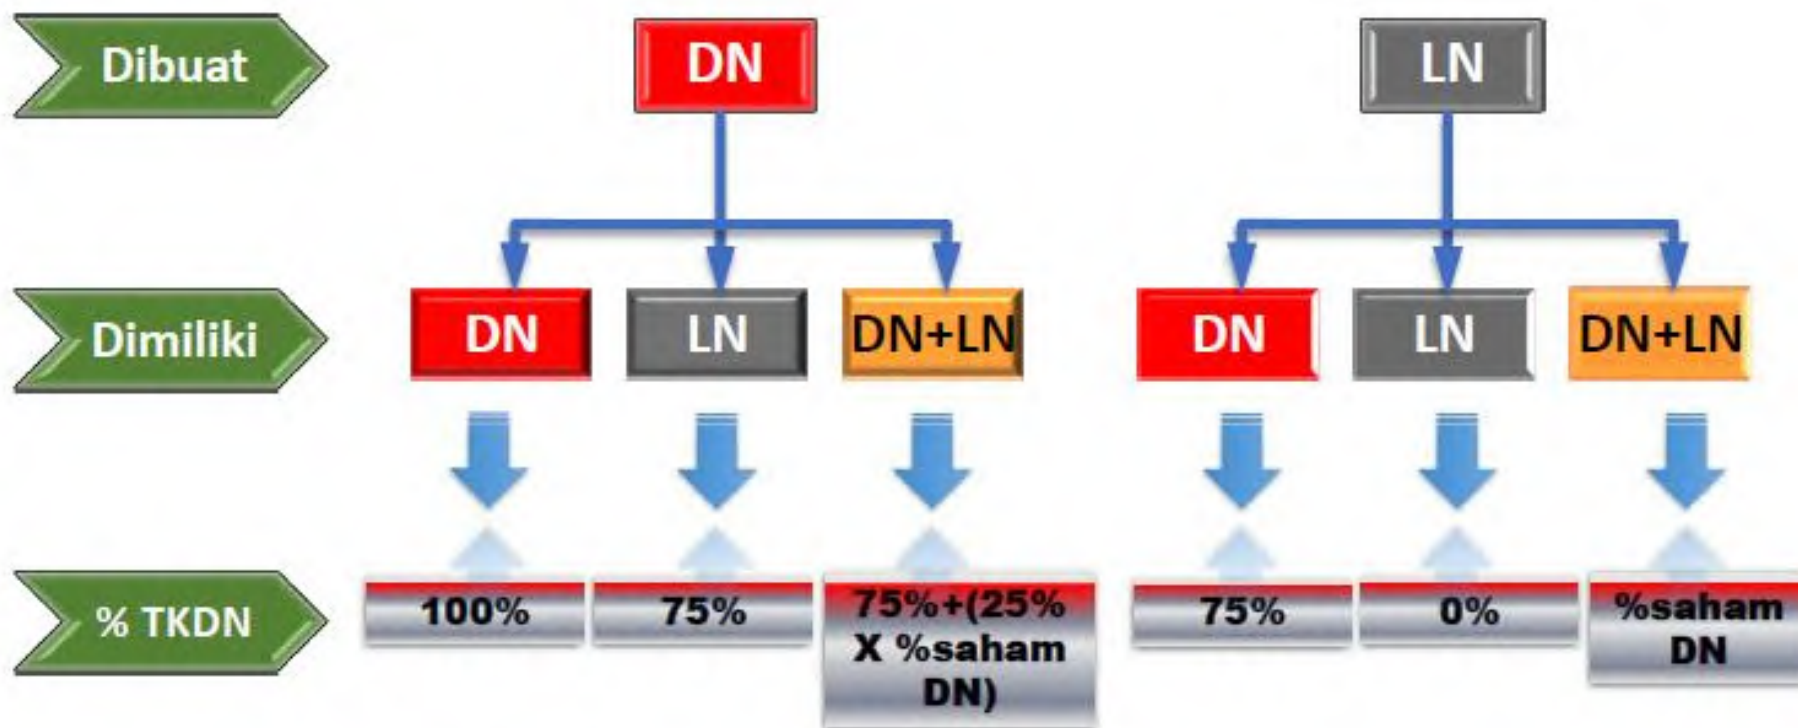 Dibuat
DN
LN
Dimiliki
DN
LN
DN+LN
DN
LN
DN+LN
% TKDN
100%
75%
75%+(25%
X %saham
DN)
75%
0%
%saham
DN